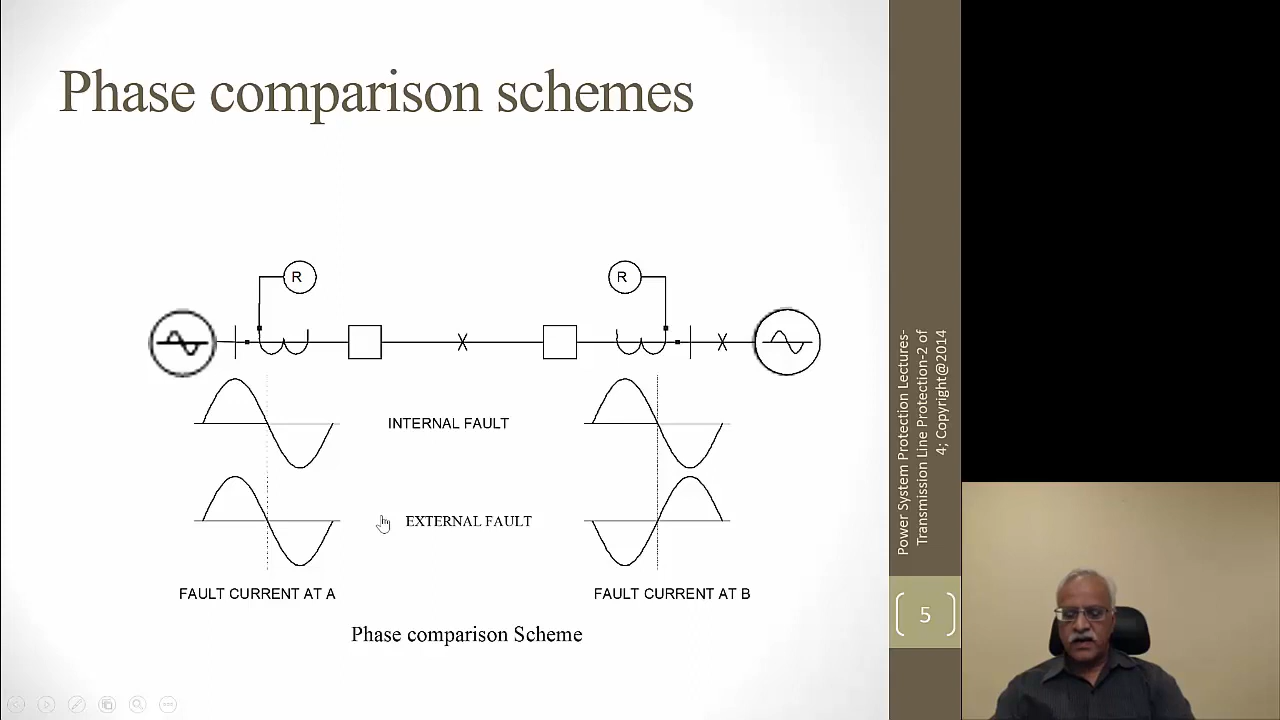 Phase comparison schemes
R
R
INTERNAL FAULT
EXTERNAL FAULT
FAULT CURRENT AT A
FAULT CURRENT AT B
Phase comparison Scheme
Power System Protection Lectures-
Transmission Line Protection-2 of
4; Copyright@2014
5